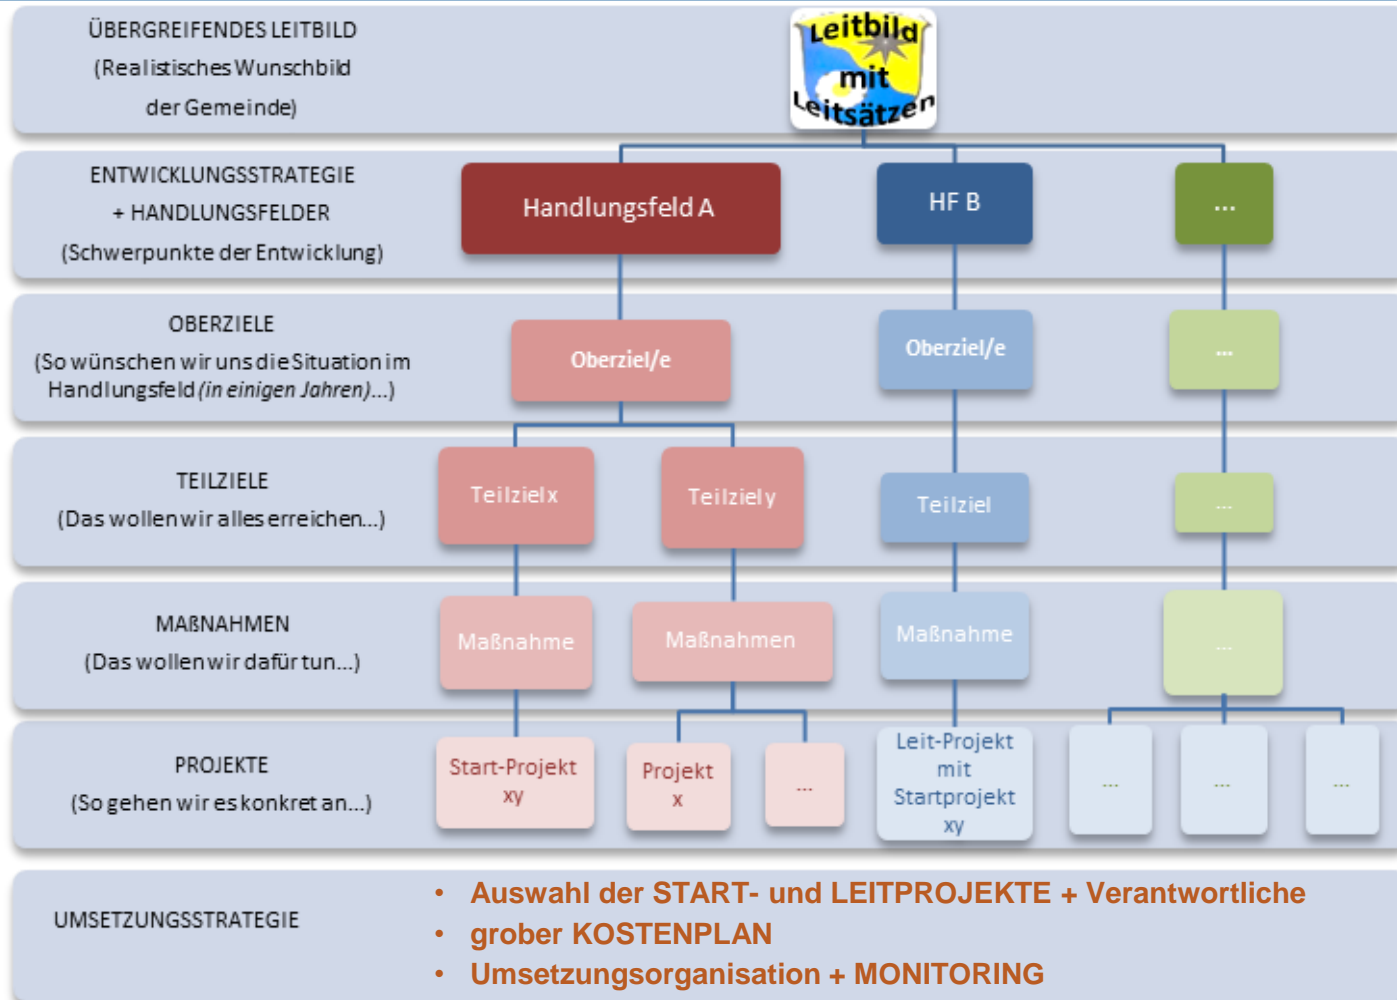 ÜBERGREIFENDES LEITBILD
(Realistisches Wunschbild
der Gemeinde)
Leitbild
mit
Leitsätzen
ENTWICKLUNGSSTRATEGIE
+ HANDLUNGSFELDER
(Schwerpunkte der Entwicklung)
Handlungsfeld A
HF B
...
OBERZIELE
(So wünschen wir uns die Situation im
Handlungsfeld (in einigen Jahren)...)
Oberziel/e
Oberziel/e
...
TEILZIELE
(Das wollen wir alles erreichen...)
Teilziel x
Teilziel y
Teilziel
...
MAßNAHMEN
(Das wollen wir dafür tun...)
Maßnahme
Maßnahmen
Maßnahme
...
PROJEKTE
(So gehen wir es konkret an...)
Start-Projekt
xy
Projekt
x
...
Leit-Projekt
mit
Startprojekt
xy
...
...
...
UMSETZUNGSSTRATEGIE
• Auswahl der START- und LEITPROJEKTE + Verantwortliche
• grober KOSTENPLAN
• Umsetzungsorganisation + MONITORING